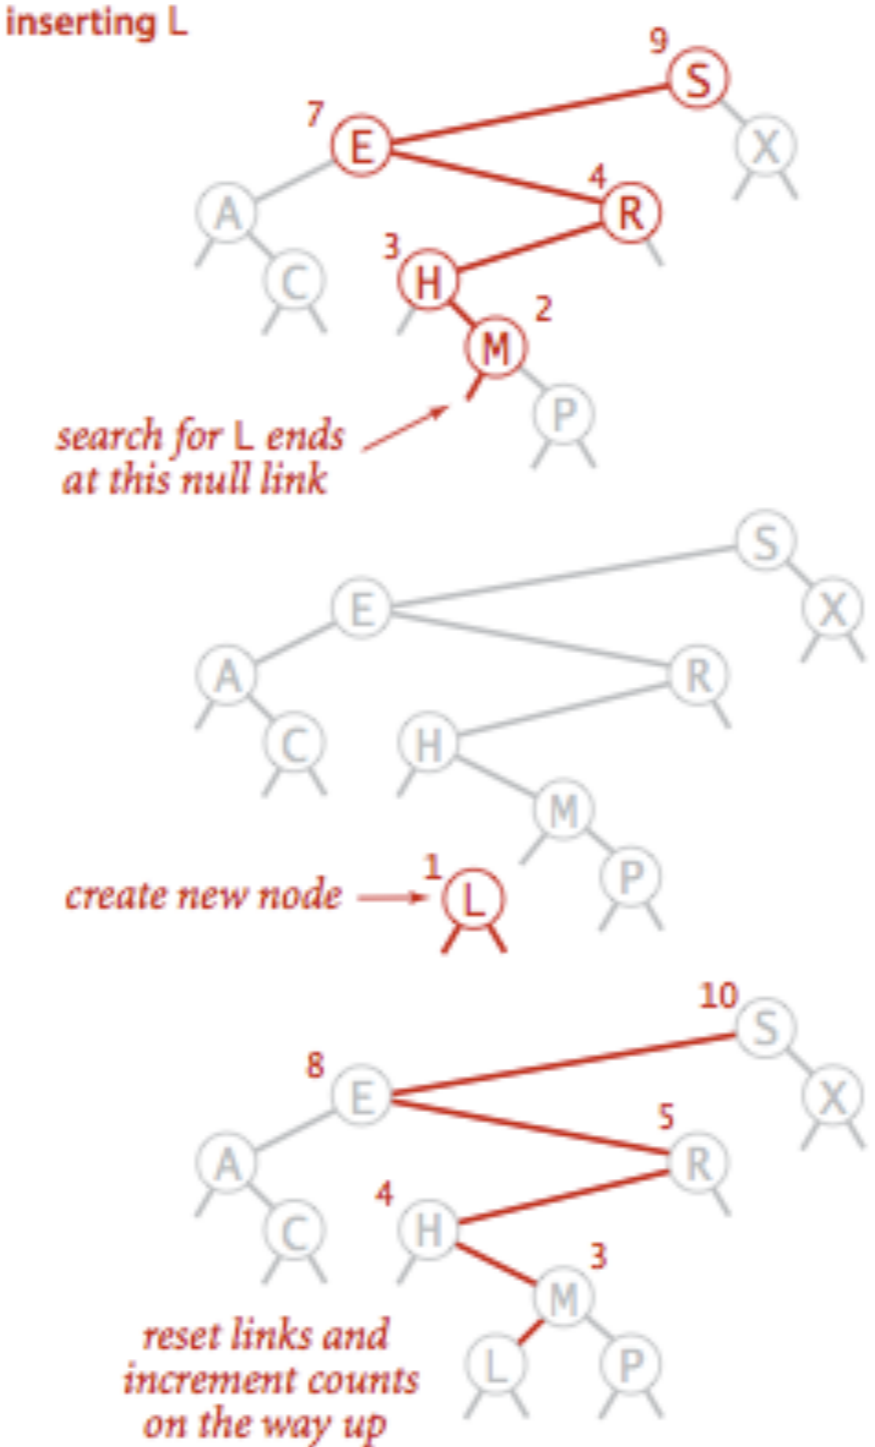 inserting L
9
S
7
E
X
4
A
R
3
C
H
2
M
P
search for L ends
at this null link
S
E
X
A
R
C
H
M
P
1
create new node
L
10
S
8
E
X
5
A
R
4
C
H
3
M
reset links and
L
P
increment counts
on the way up